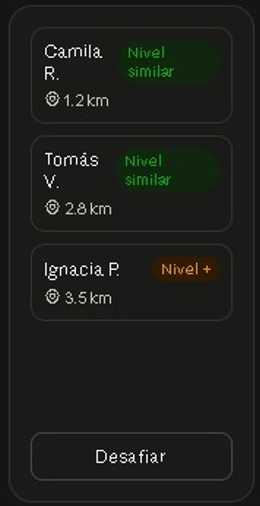 Camila
R.
Nivel
similar
1.2 km
Tomás
V.
Nivel
similar
2.8 km
Ignacia P.
Nivel +
3.5 km
Desafiar